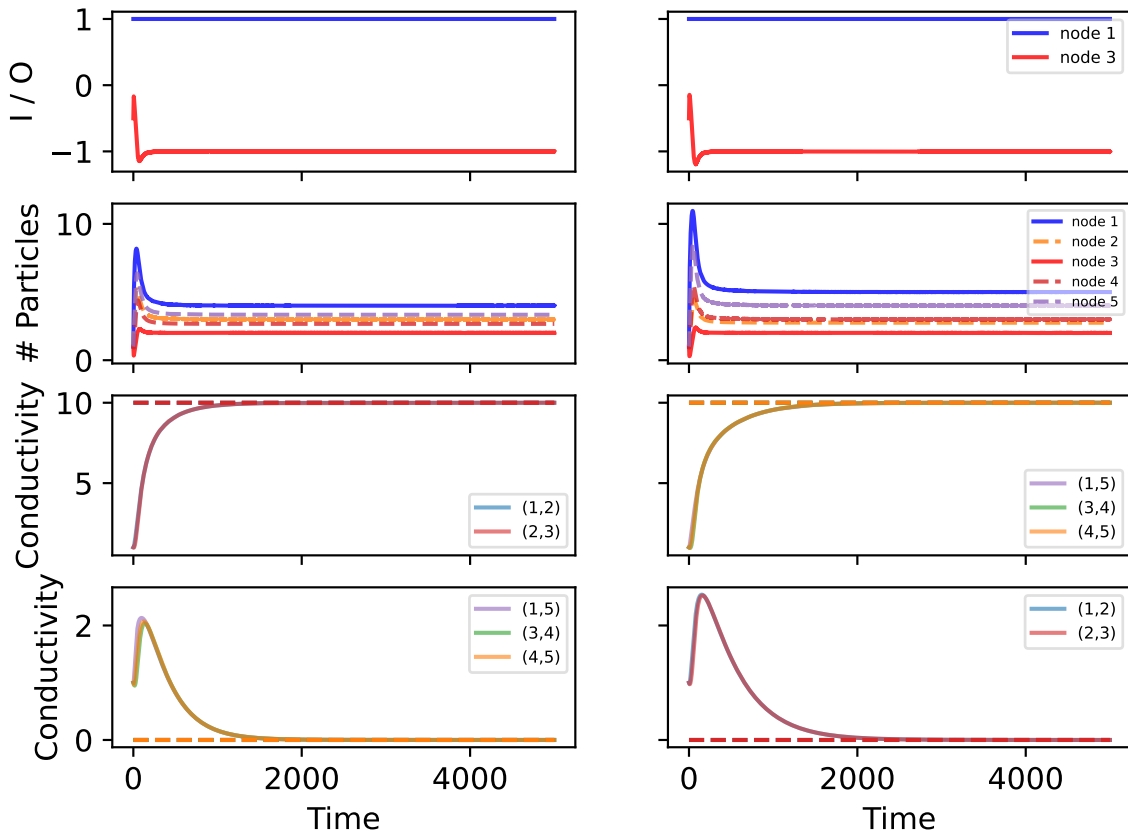 I / O
1
0
−1
node 1
node 3
# Particles
10
0
node 1
node 2
node 3
node 4
node 5
Conductivity
10
5
(1,2)
(2,3)
(1,5)
(3,4)
(4,5)
Conductivity
2
0
(1,5)
(3,4)
(4,5)
(1,2)
(2,3)
0
2000
4000
0
2000
4000
Time
Time